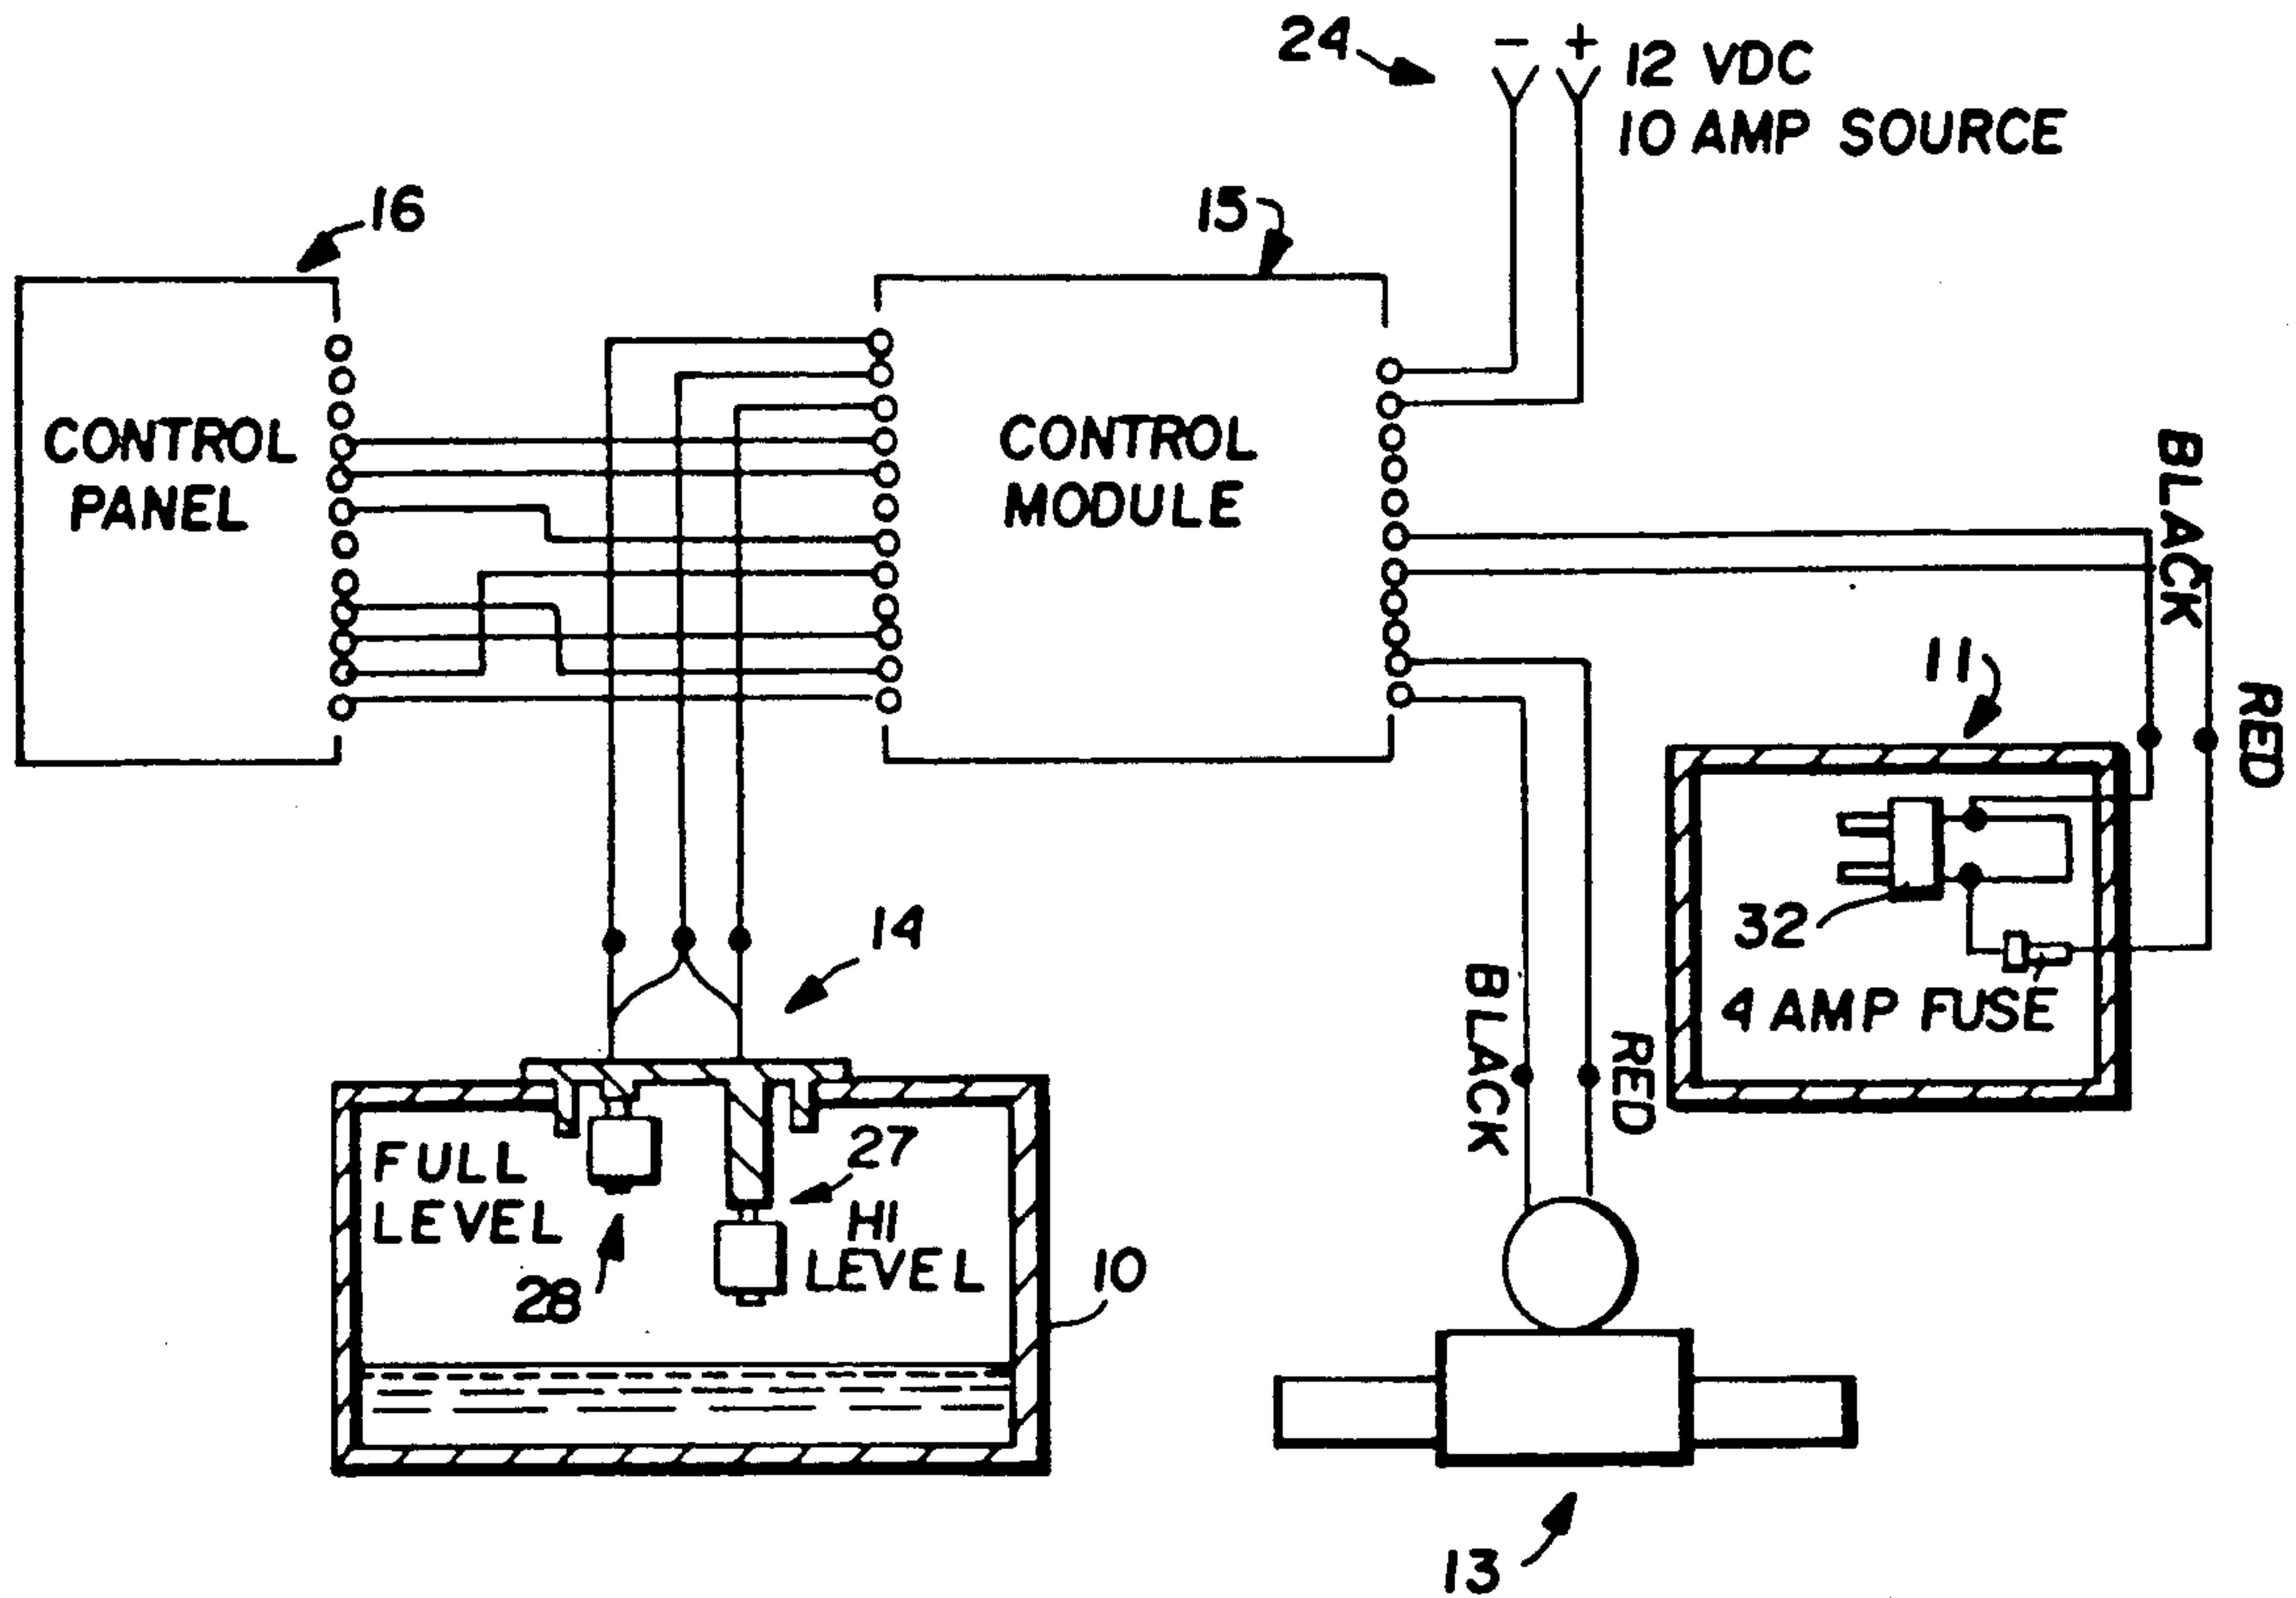 24
- +
12 VDC
10 AMP SOURCE
16
15
CONTROL
PANEL
CONTROL
MODULE
BLACK
RED
11
32
4 AMP FUSE
14
BLACK
RED
FULL
LEVEL
28
27
HI
LEVEL
10
13